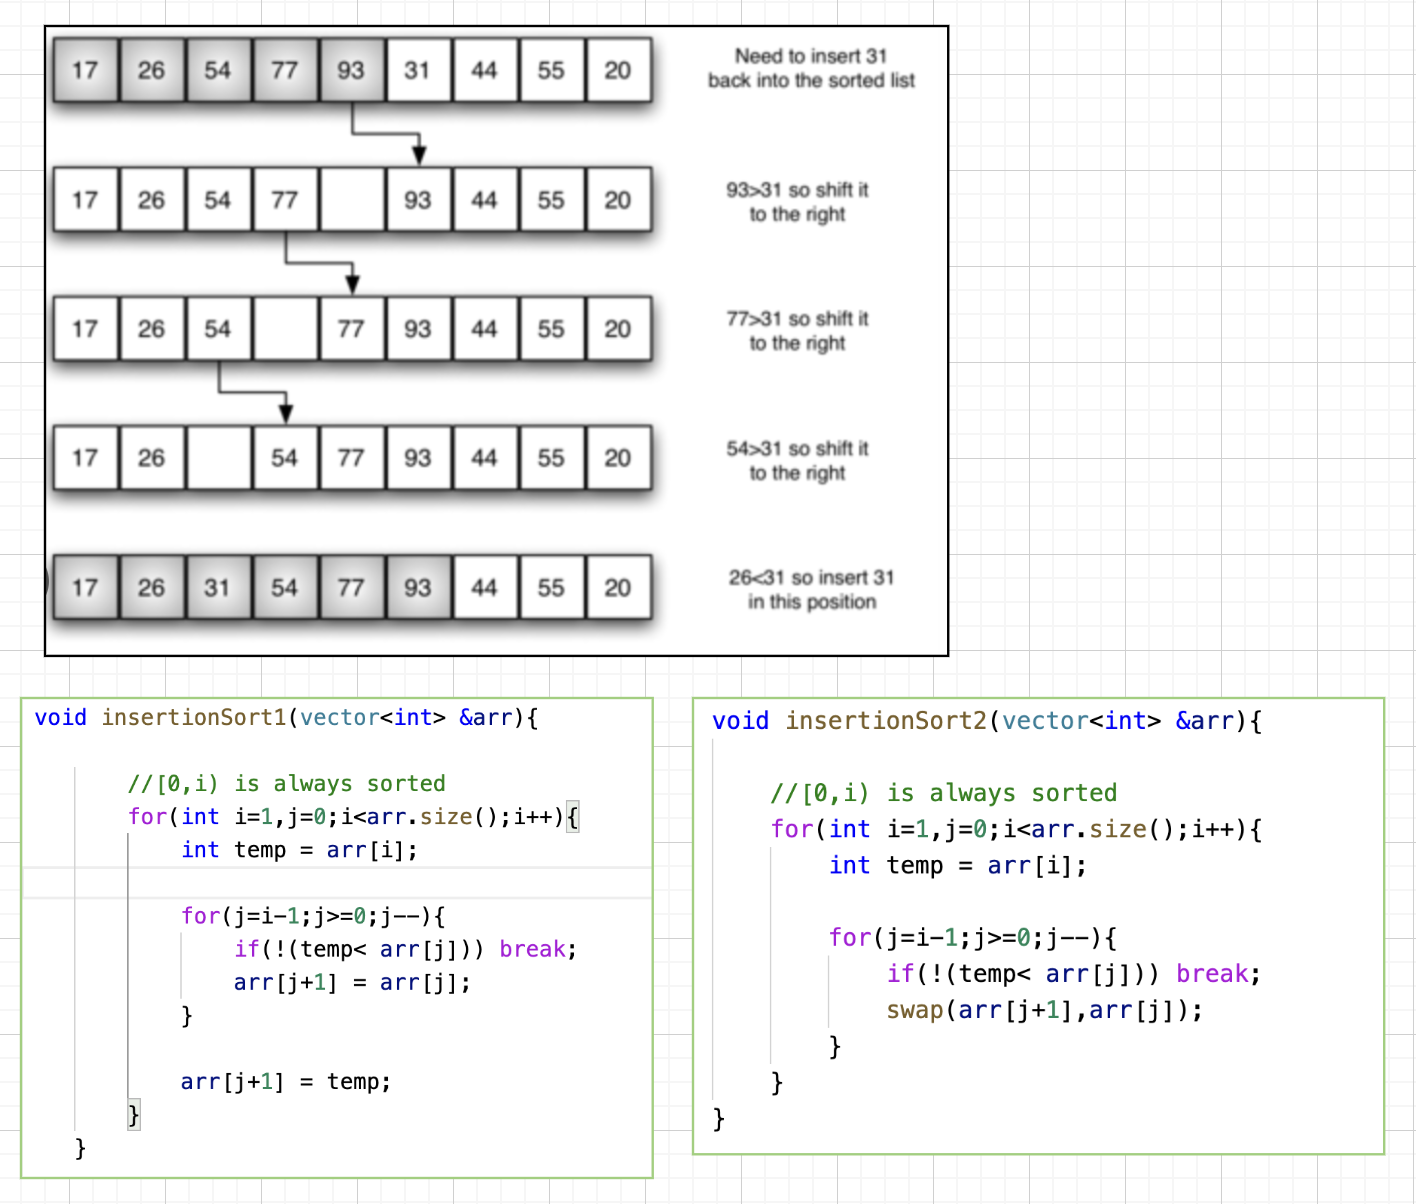 17 26 54 77 93 31 44 55 20
Need to insert 31
back into the sorted list
17 26 54 77 93 44 55 20
93>31 so shift it
to the right
17 26 54 77 93 44 55 20
77>31 so shift it
to the right
17 26 54 77 93 44 55 20
54>31 so shift it
to the right
17 26 31 54 77 93 44 55 20
26<31 so insert 31
in this position
void insertionSort1(vector<int> &arr){
//[0,i) is always sorted
for(int i=1,j=0;i<arr.size();i++){
int temp = arr[i];
for(j=i-1;j>=0;j--){
if(!(temp< arr[j])) break;
arr[j+1] = arr[j];
}
arr[j+1] = temp;
}
}
void insertionSort2(vector<int> &arr){
//[0,i) is always sorted
for(int i=1,j=0;i<arr.size();i++){
int temp = arr[i];
for(j=i-1;j>=0;j--){
if(!(temp< arr[j])) break;
swap(arr[j+1],arr[j]);
}
}
}